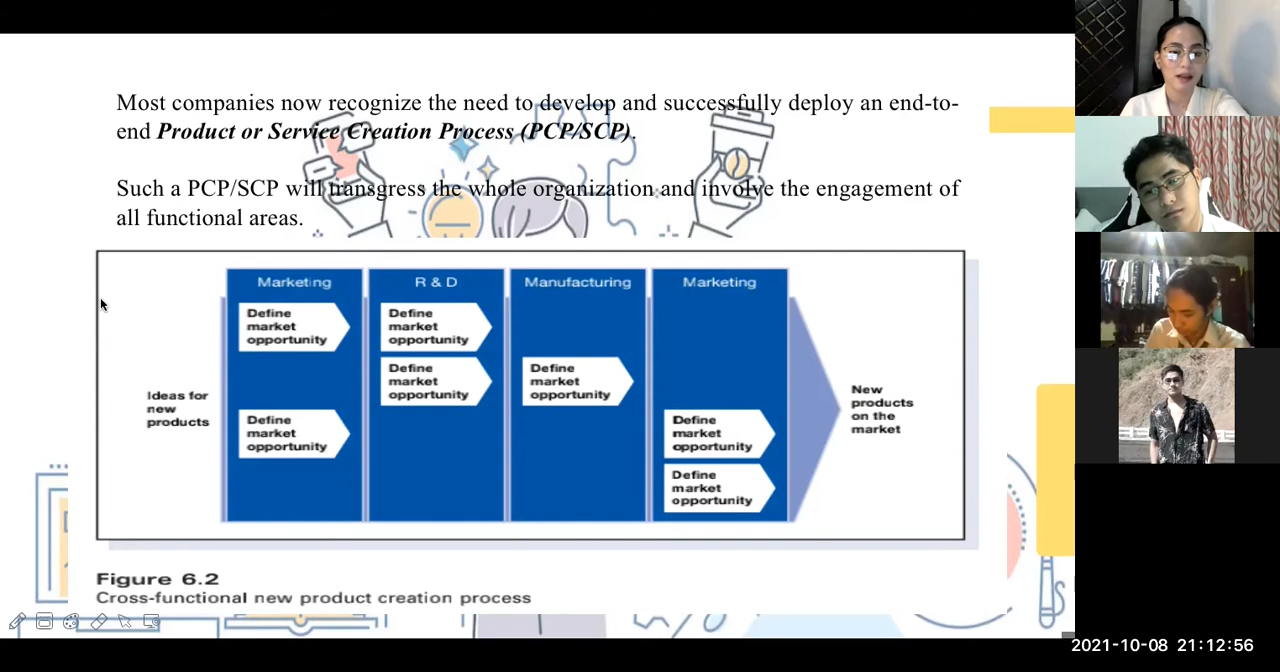 Most companies now recognize the need to develop and successfully deploy an end-to-
end Product or Service Creation Process (PCP/SCP).
Such a PCP/SCP will transgress the whole organization and involve the engagement of
all functional areas.
Marketing
R & D
Manufacturing
Marketing
Define
market
opportunity
Define
market
opportunity
Define
market
opportunity
Define
market
opportunity
Ideas for
new
products
Define
market
opportunity
Define
market
opportunity
Define
market
opportunity
New
products
on the
market
Figure 6.2
Cross-functional new product creation process
2021-10-08 21:12:56